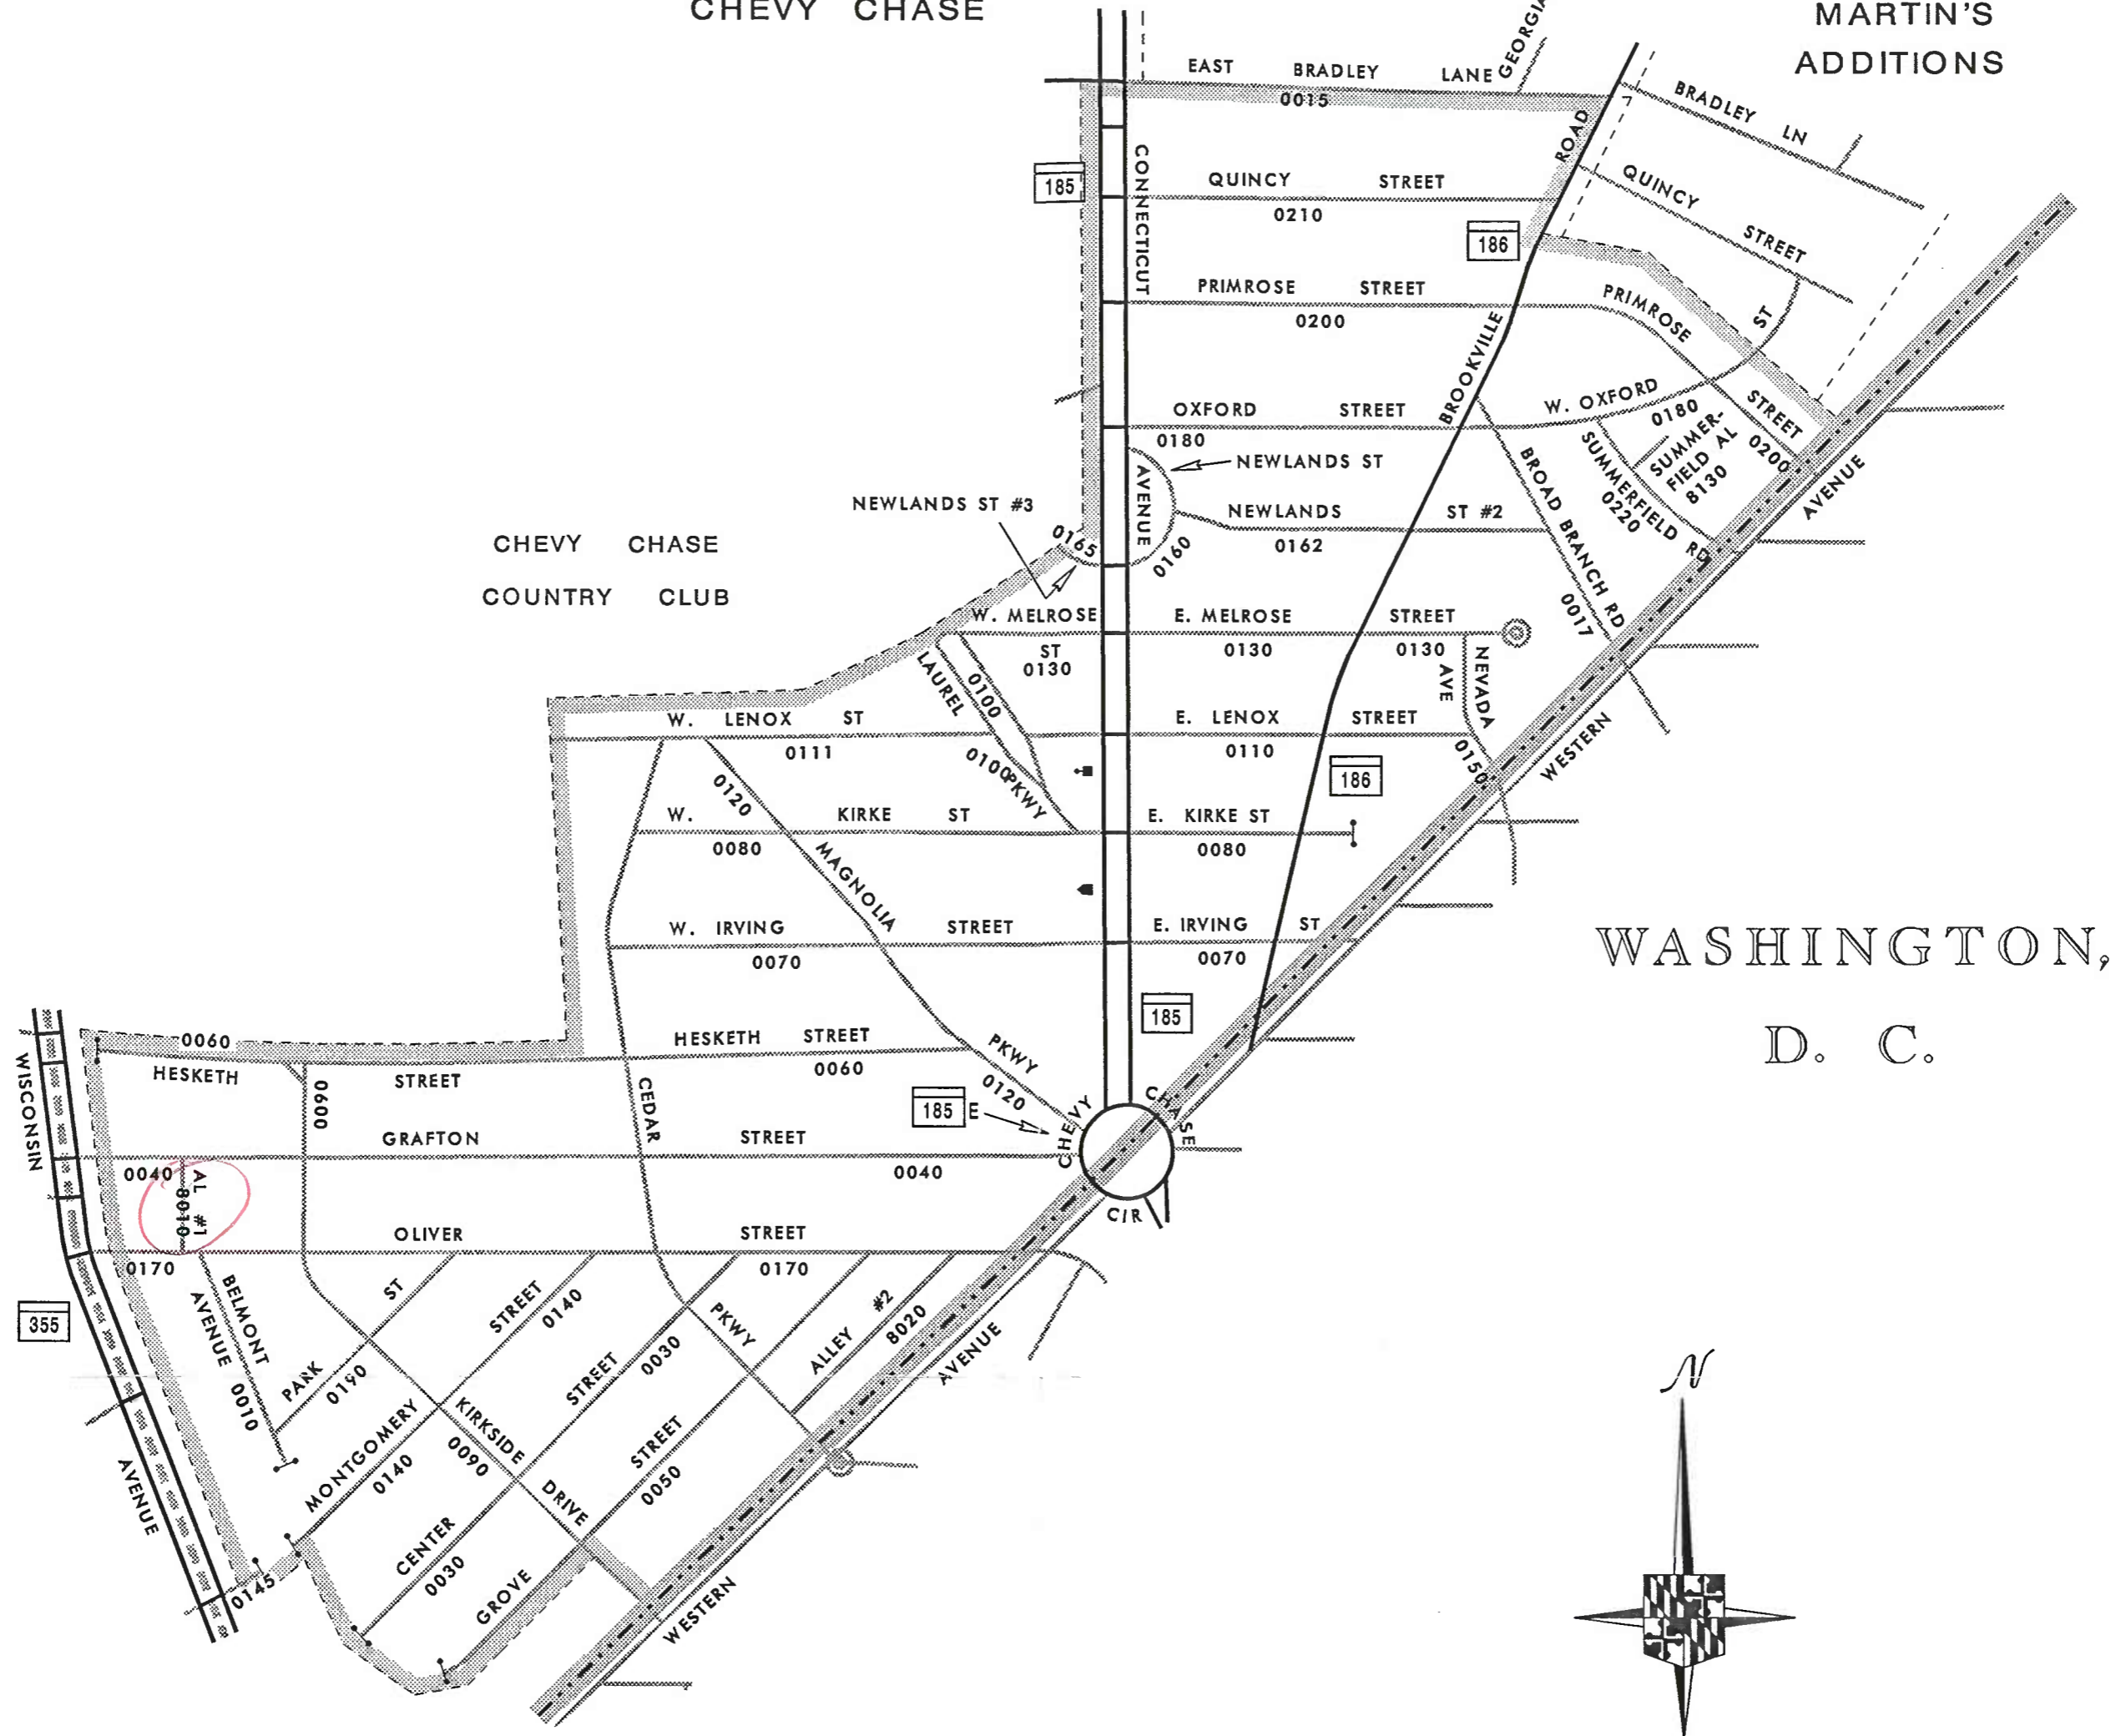 CHEVY CHASE
MARTIN'S
ADDITIONS
GEORGIA
EAST BRADLEY LANE
0015
BRADLEY LN
ROAD
185
CONNECTICUT
QUINCY STREET
0210
QUINCY STREET
186
PRIMROSE STREET
0200
PRIMROSE
ST
BROOKVILLE
OXFORD STREET
0180
W. OXFORD
0180
STREET
0200
SUMMER-
FIELD AL
8130
SUMMERFIELD RD
0220
AVENUE
NEWLANDS ST
AVENUE
NEWLANDS ST #3
NEWLANDS ST #2
0162
BROAD BRANCH RD
0017
0165
0160
CHEVY CHASE
COUNTRY CLUB
W. MELROSE
ST
0130
E. MELROSE STREET
0130 0130
NEVADA
AVE
0150
LAUREL
0100
0100
PKWY
W. LENOX ST
0111
E. LENOX STREET
0110
WESTERN
186
0120
W. KIRKE ST
0080
E. KIRKE ST
0080
MAGNOLIA
W. IRVING STREET
0070
E. IRVING ST
0070
WASHINGTON,
D. C.
185
WISCONSIN
0060
HESKETH STREET
HESKETH STREET
0060
PKWY
0120
0090
CEDAR
185 E
CHEVY CHASE
CIR
GRAFTON STREET
0040 0040
AL #1
8010
OLIVER STREET
0170 0170
355
BELMONT
AVENUE 0010
PARK ST
0190
MONTGOMERY STREET
0140 0140
KIRKSIDE DRIVE
0090
CENTER STREET
0030 0030
GROVE STREET
0050
PKWY
ALLEY #2
8020
AVENUE
AVENUE
0145
WESTERN
N